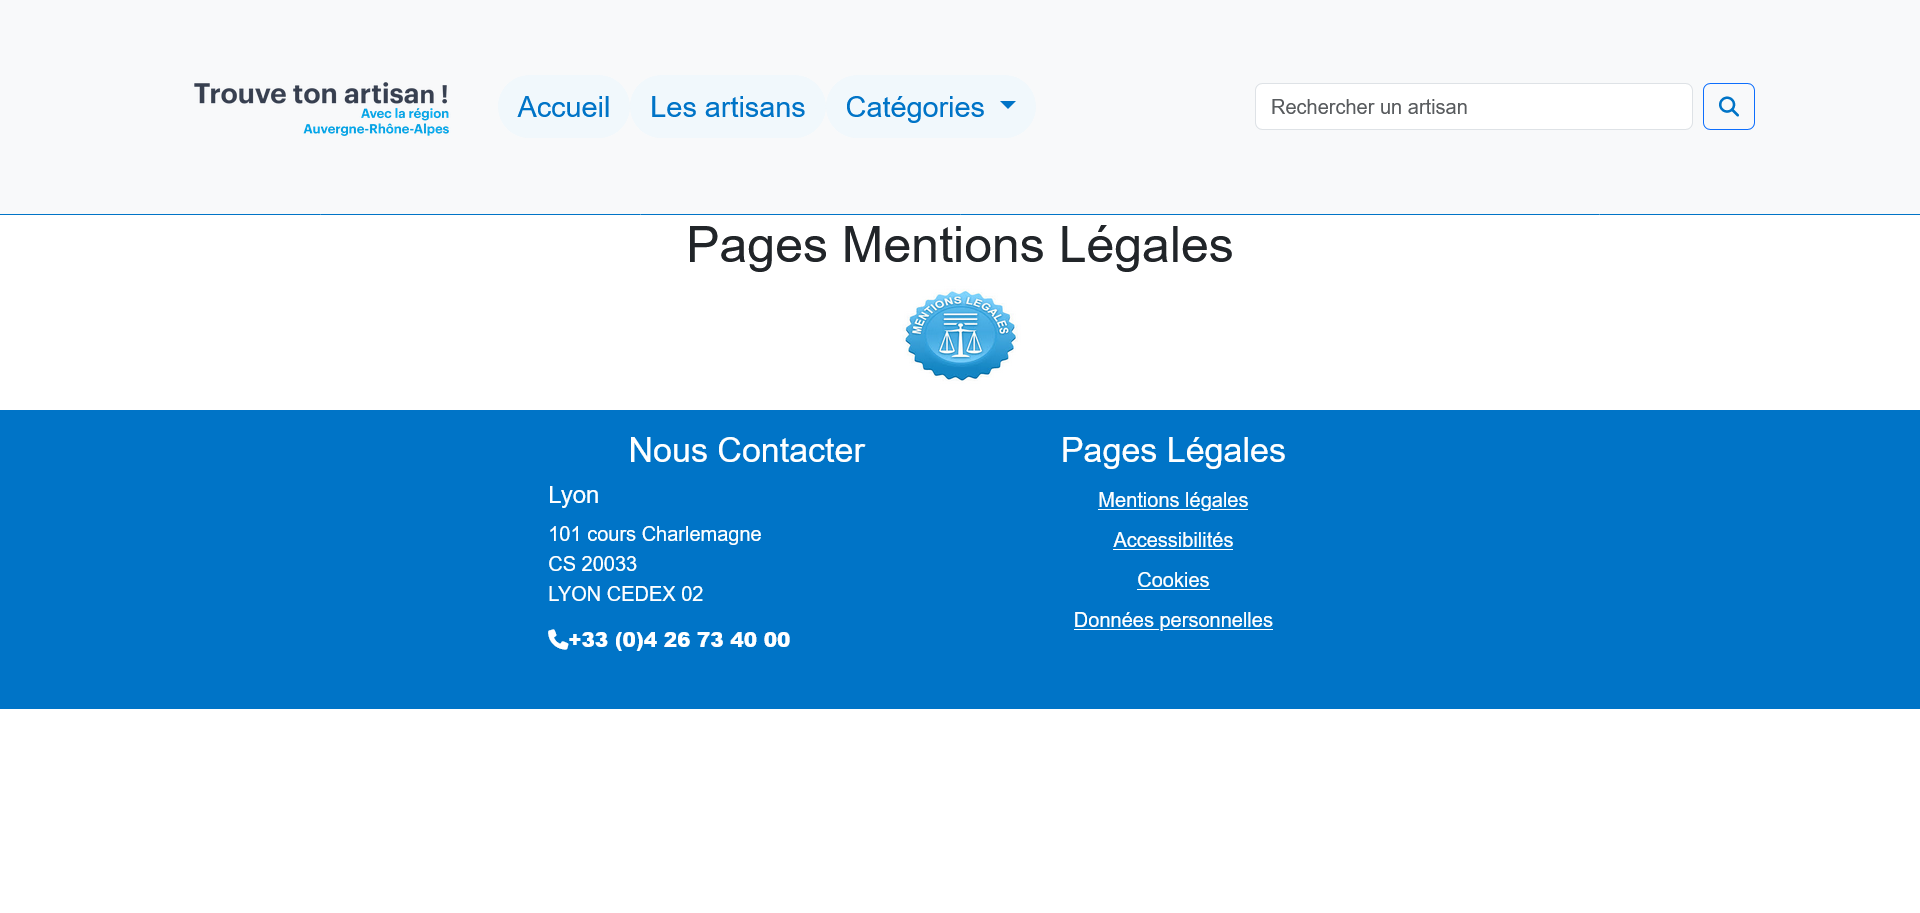 Trouve ton artisan !
Avec la région
Auvergne-Rhône-Alpes
Accueil
Les artisans
Catégories
Rechercher un artisan
Pages Mentions Légales
MENTIONS LEGALES
Nous Contacter
Lyon
101 cours Charlemagne
CS 20033
LYON CEDEX 02
+33 (0)4 26 73 40 00
Pages Légales
Mentions légales
Accessibilités
Cookies
Données personnelles